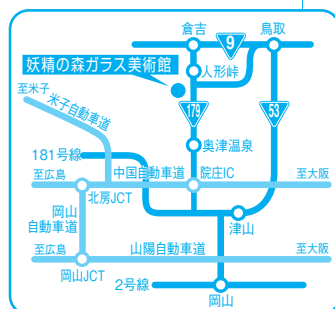 倉吉
鳥取
9
妖精の森ガラス美術館
人形峠
至米子
米子自動車道
179
53
奥津温泉
181号線
中国自動車道
院庄IC
至広島
至大阪
北房JCT
岡山
自動車道
津山
至広島
山陽自動車道
至大阪
岡山JCT
2号線
岡山